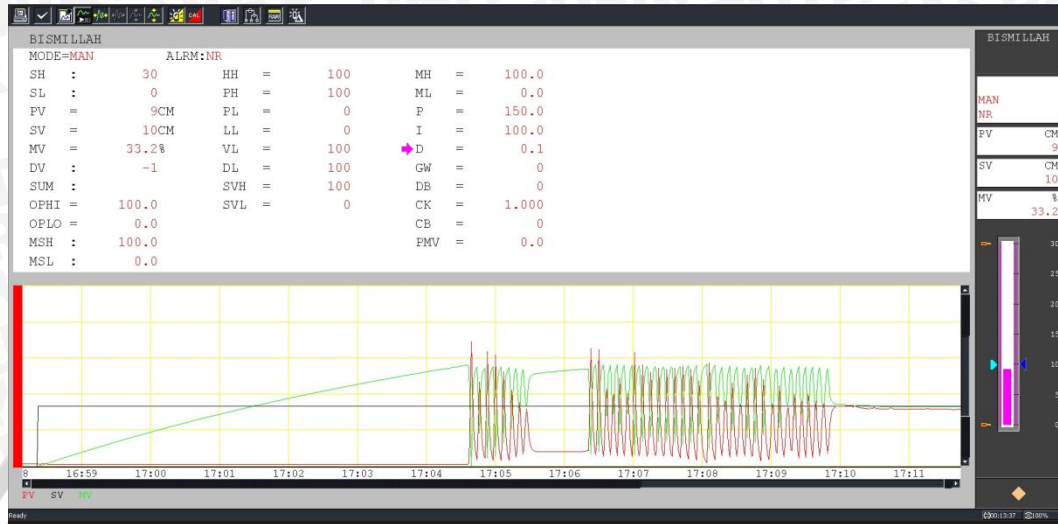 CAL
BISMILLAH
MODE=MAN ALRM:NR
SH : 30 HH = 100 MH = 100.0
SL : 0 PH = 100 ML = 0.0
PV = 9CM PL = 0 P = 150.0
SV = 10CM LL = 0 I = 100.0
MV = 33.2% VL = 100 D = 0.1
DV : -1 DL = 100 GW = 0
SUM : SVH = 100 DB = 0
OPHI = 100.0 SVL = 0 CK = 1.000
OPLO = 0.0 CB = 0
MSH : 100.0 PMV = 0.0
MSL : 0.0
8 16:59 17:00 17:01 17:02 17:03 17:04 17:05 17:06 17:07 17:08 17:09 17:10 17:11
PV SV MV
Ready
BISMILLAH
MAN
NR
PV CM
9
SV CM
10
MV %
33.2
30
25
20
15
10
5
0
00:13:37 100%